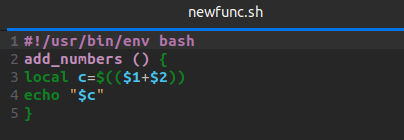 newfunc.sh
1 #!/usr/bin/env bash
2 add_numbers () {
3 local c=$(($1+$2))
4 echo "$c"
5 }